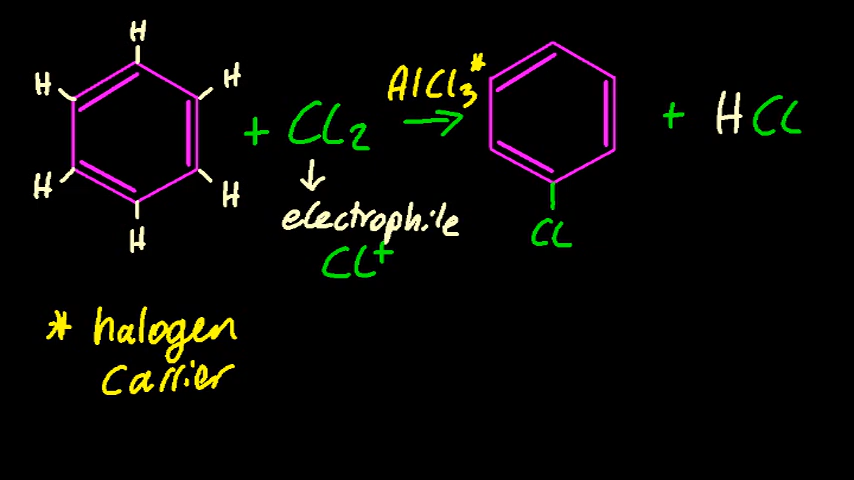 H
H
H
H
H
H
+ Cl₂
AlCl₃*
→
+ HCl
Cl
↓
electrophile
Cl⁺
* halogen
carrier